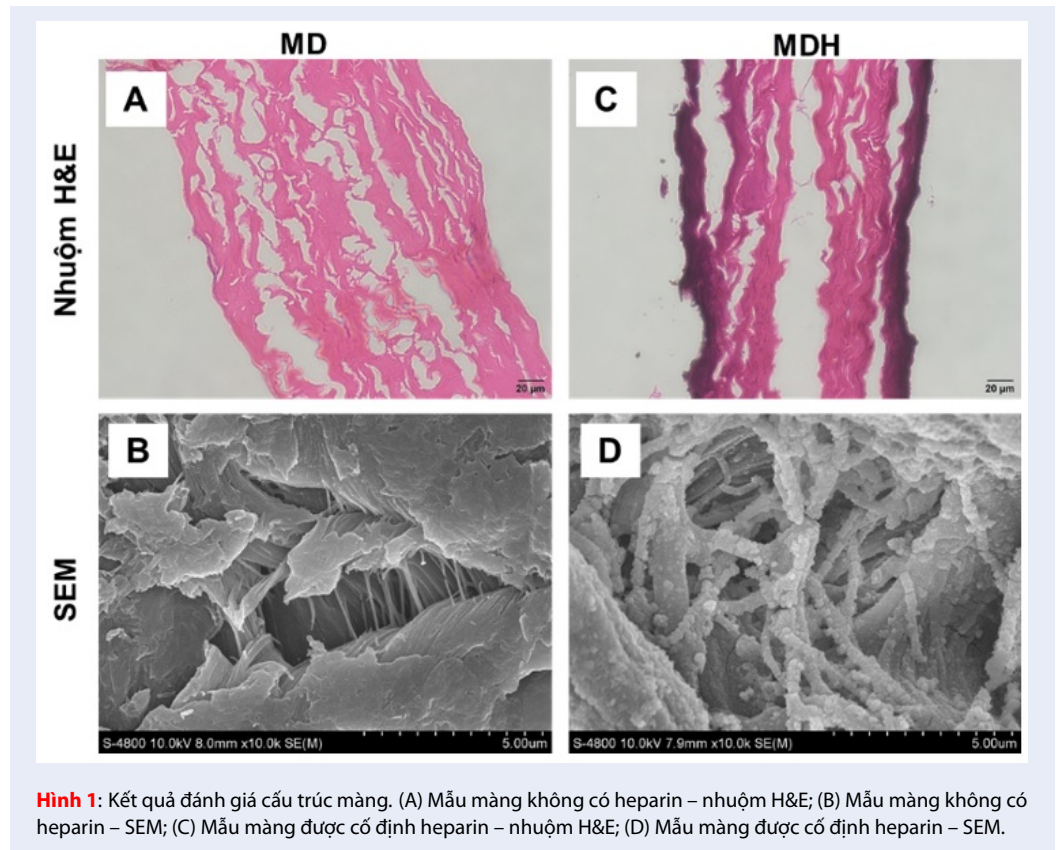 MD
MDH
Nhuộm H&E
A
C
20 µm
20 µm
SEM
B
D
S-4800 10.0kV 8.0mm x10.0k SE(M)
5.00um
S-4800 10.0kV 7.9mm x10.0k SE(M)
5.00um
Hình 1: Kết quả đánh giá cấu trúc màng. (A) Mẫu màng không có heparin – nhuộm H&E; (B) Mẫu màng không có
heparin – SEM; (C) Mẫu màng được cố định heparin – nhuộm H&E; (D) Mẫu màng được cố định heparin – SEM.